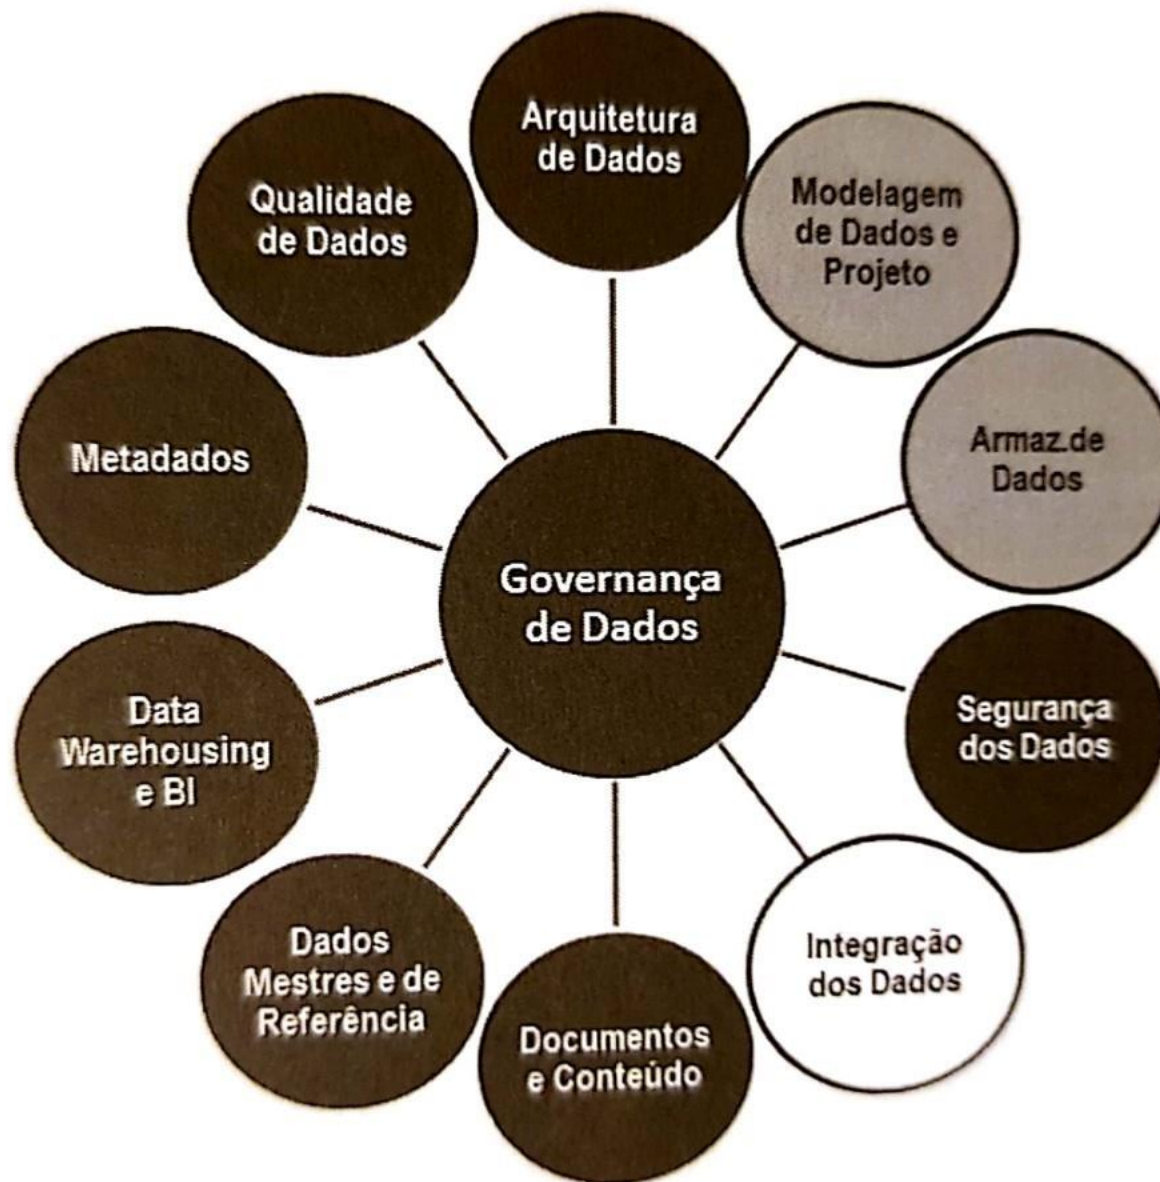 Arquitetura
de Dados
Modelagem
de Dados e
Projeto
Armaz.de
Dados
Segurança
dos Dados
Integração
dos Dados
Documentos
e Conteúdo
Dados
Mestres e de
Referência
Data
Warehousing
e BI
Metadados
Qualidade
de Dados
Governança
de Dados